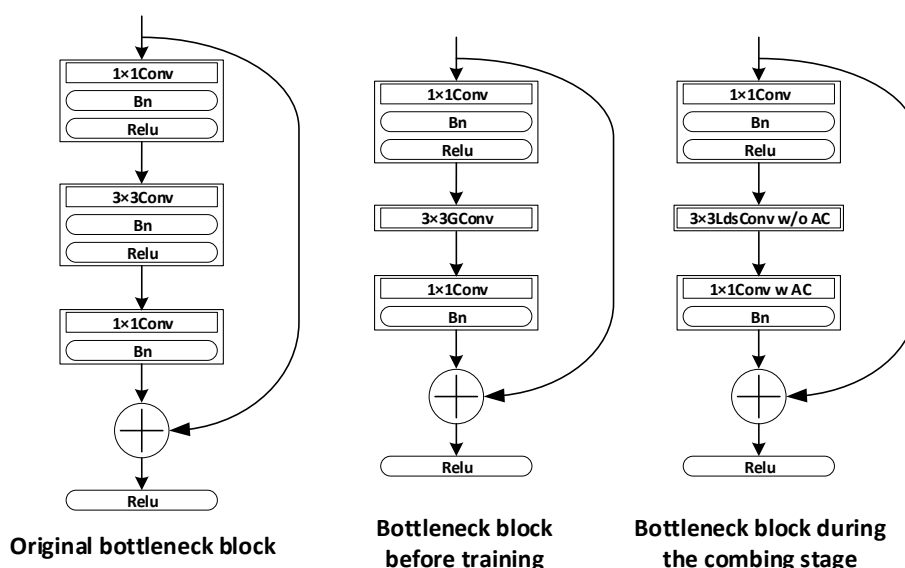 1×1Conv
Bn
Relu
3×3Conv
Bn
Relu
1×1Conv
Bn
Relu
Original bottleneck block
1×1Conv
Bn
Relu
3×3GConv
1×1Conv
Bn
Relu
Bottleneck block
before training
1×1Conv
Bn
Relu
3×3LdsConv w/o AC
1×1Conv w AC
Bn
Relu
Bottleneck block during
the combing stage